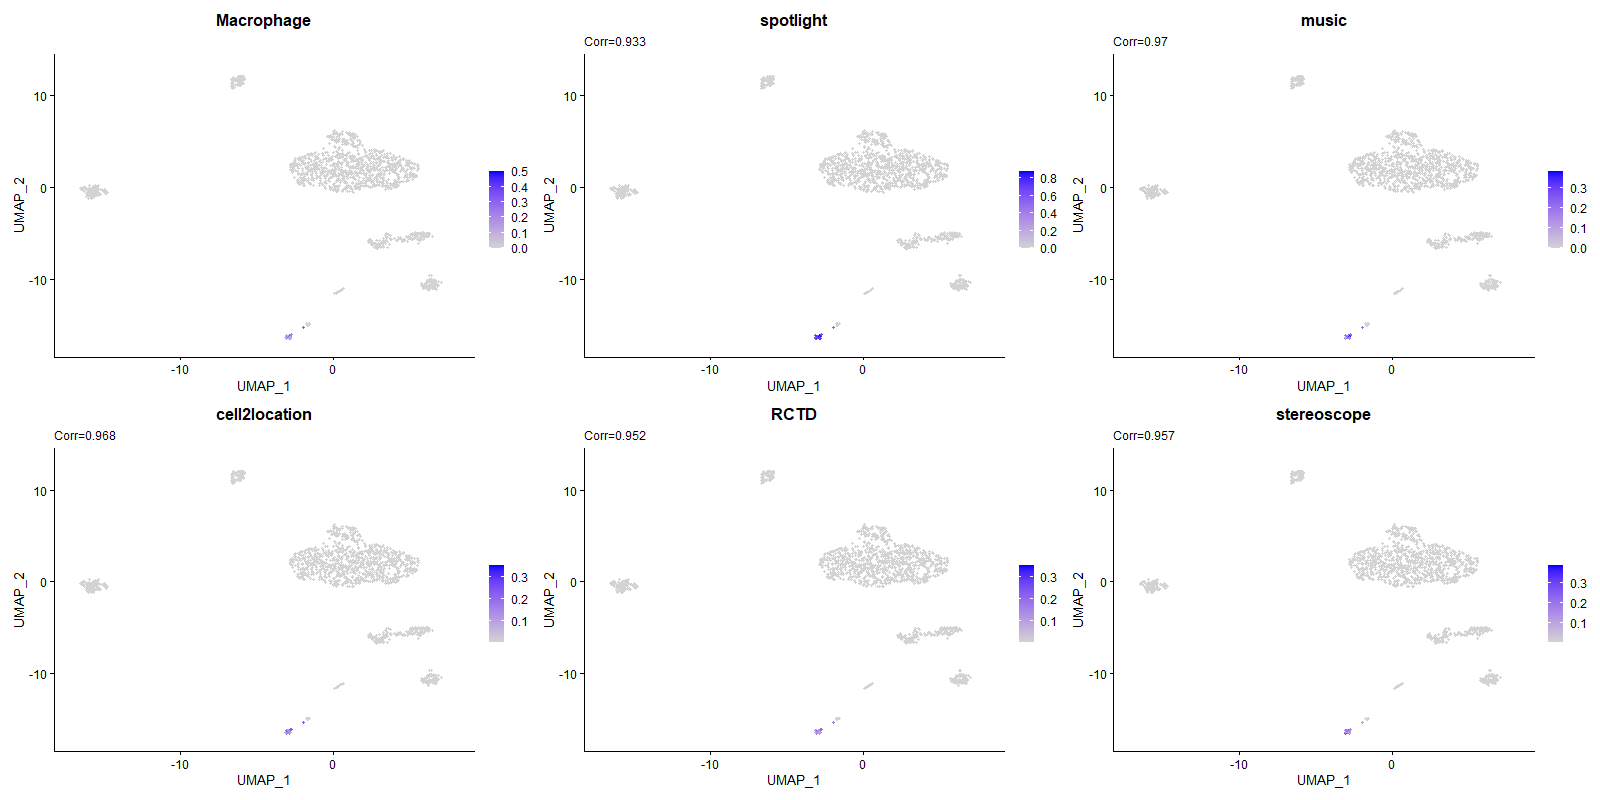 Macrophage
10
0
-10
UMAP_2
-10
0
UMAP_1
0.5
0.4
0.3
0.2
0.1
0.0
spotlight
Corr=0.933
10
0
-10
UMAP_2
-10
0
UMAP_1
0.8
0.6
0.4
0.2
0.0
music
Corr=0.97
10
0
-10
UMAP_2
-10
0
UMAP_1
0.3
0.2
0.1
0.0
cell2location
Corr=0.968
10
0
-10
UMAP_2
-10
0
UMAP_1
0.3
0.2
0.1
RCTD
Corr=0.952
10
0
-10
UMAP_2
-10
0
UMAP_1
0.3
0.2
0.1
stereoscope
Corr=0.957
10
0
-10
UMAP_2
-10
0
UMAP_1
0.3
0.2
0.1